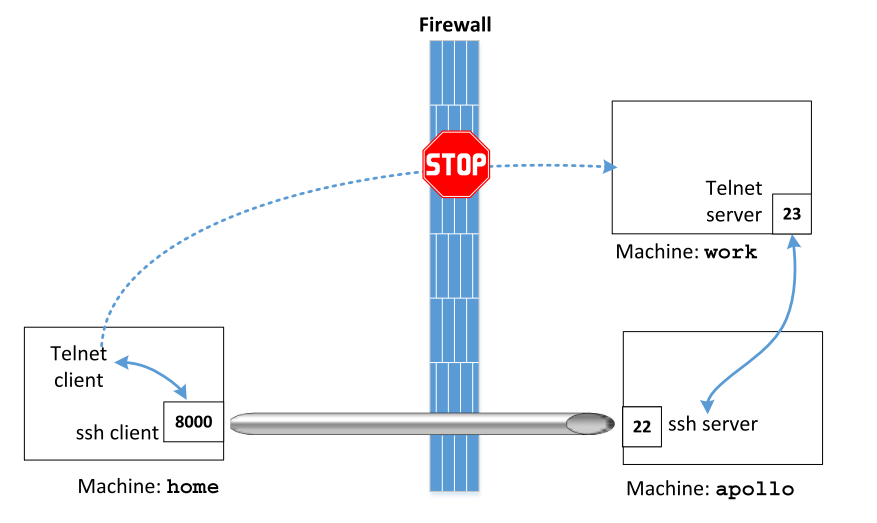 Firewall
STOP
Telnet
server
23
Machine: work
Telnet
client
8000
ssh client
22
ssh server
Machine: home
Machine: apollo